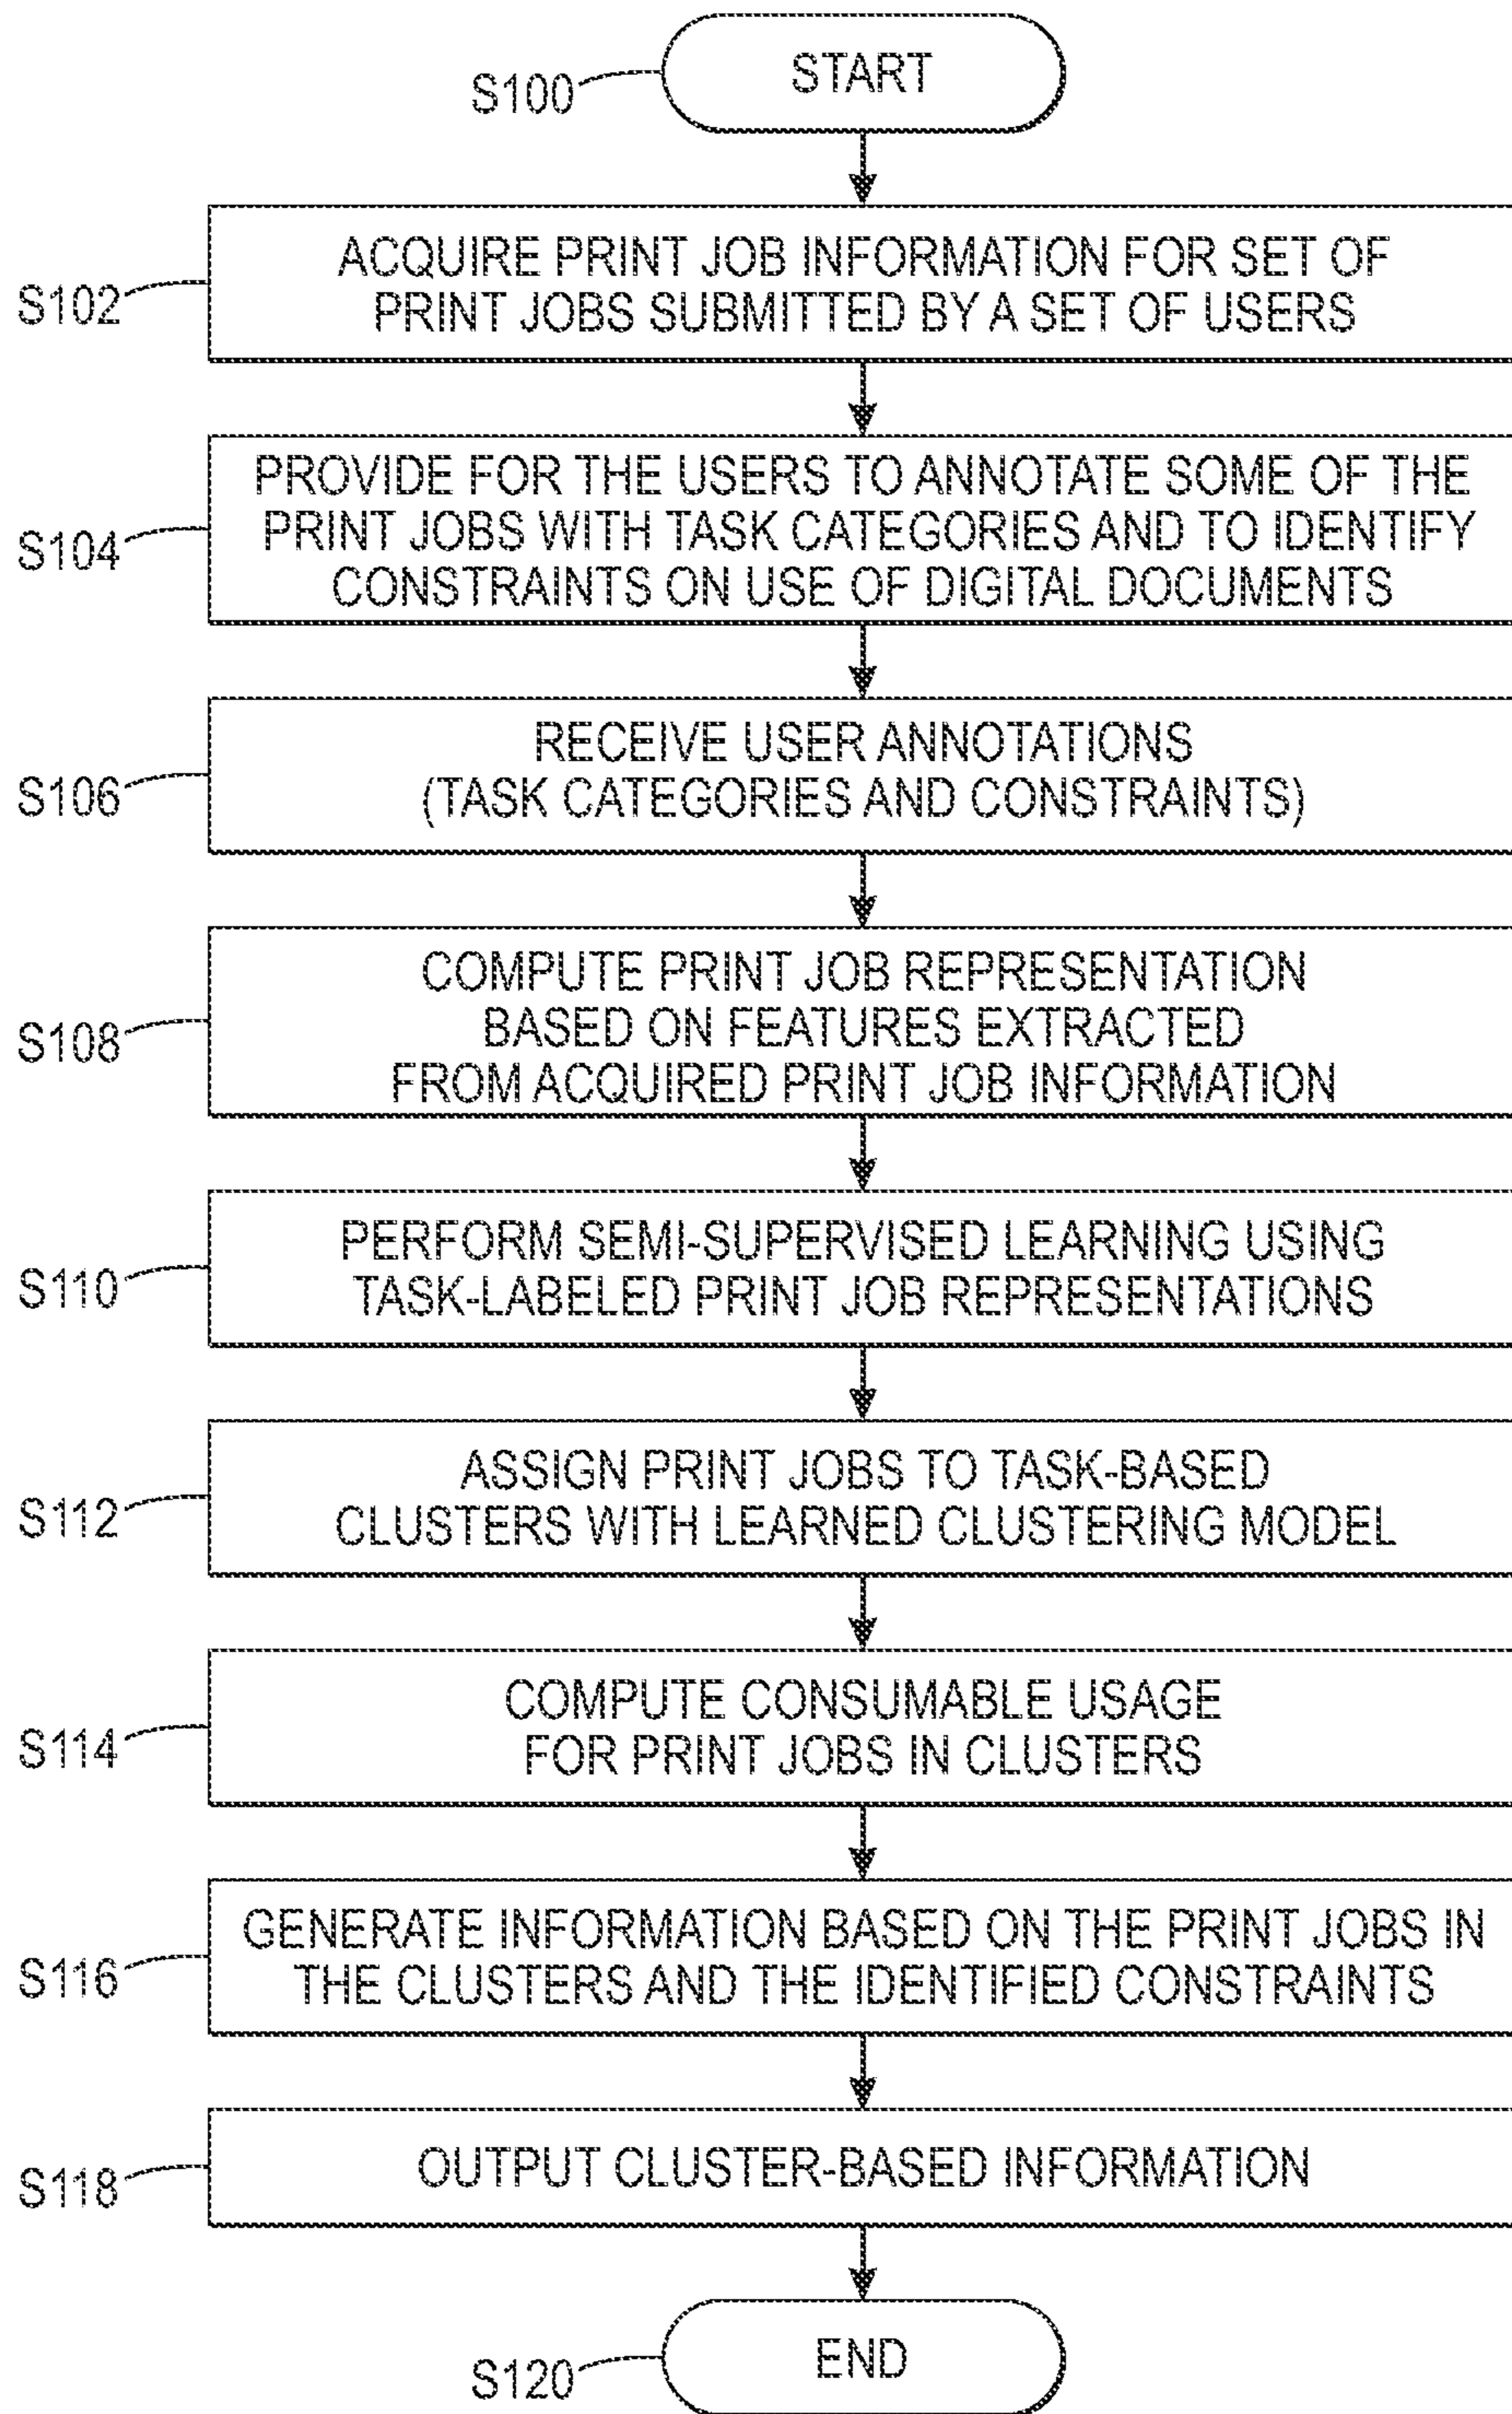 S100
START
S102
ACQUIRE PRINT JOB INFORMATION FOR SET OF
PRINT JOBS SUBMITTED BY A SET OF USERS
S104
PROVIDE FOR THE USERS TO ANNOTATE SOME OF THE
PRINT JOBS WITH TASK CATEGORIES AND TO IDENTIFY
CONSTRAINTS ON USE OF DIGITAL DOCUMENTS
S106
RECEIVE USER ANNOTATIONS
(TASK CATEGORIES AND CONSTRAINTS)
S108
COMPUTE PRINT JOB REPRESENTATION
BASED ON FEATURES EXTRACTED
FROM ACQUIRED PRINT JOB INFORMATION
S110
PERFORM SEMI-SUPERVISED LEARNING USING
TASK-LABELED PRINT JOB REPRESENTATIONS
S112
ASSIGN PRINT JOBS TO TASK-BASED
CLUSTERS WITH LEARNED CLUSTERING MODEL
S114
COMPUTE CONSUMABLE USAGE
FOR PRINT JOBS IN CLUSTERS
S116
GENERATE INFORMATION BASED ON THE PRINT JOBS IN
THE CLUSTERS AND THE IDENTIFIED CONSTRAINTS
S118
OUTPUT CLUSTER-BASED INFORMATION
S120
END